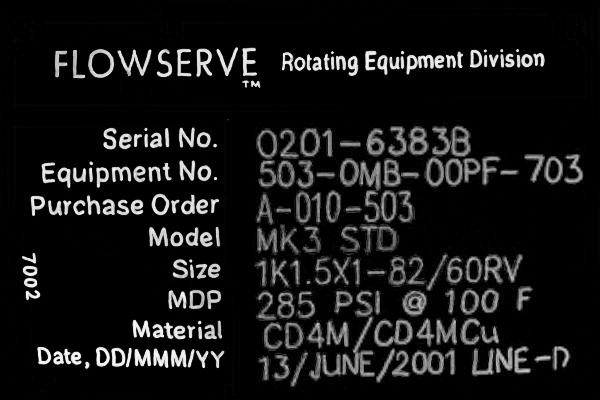 FLOWSERVE™ Rotating Equipment Division
Serial No. 0201-6383B
Equipment No. 503-0MB-00PF-703
Purchase Order A-010-503
Model MK3 STD
Size 1K1.5X1-82/60RV
MDP 285 PSI @ 100 F
Material CD4M/CD4MCu
Date, DD/MMM/YY 13/JUNE/2001 LINE-D
7002